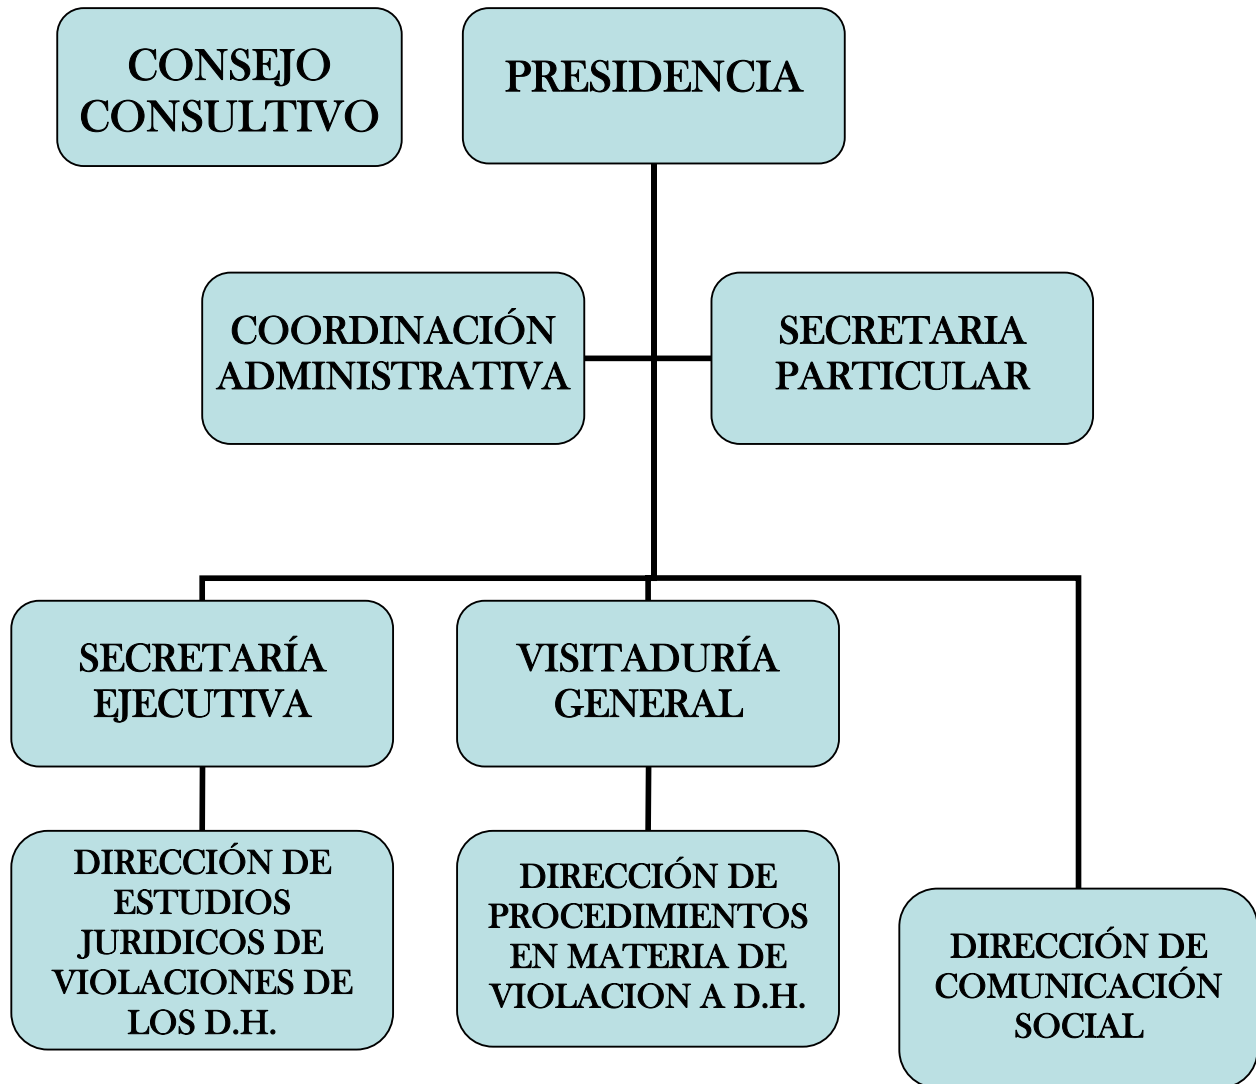 CONSEJO
CONSULTIVO
PRESIDENCIA
COORDINACIÓN
ADMINISTRATIVA
SECRETARIA
PARTICULAR
SECRETARÍA
EJECUTIVA
VISITADURÍA
GENERAL
DIRECCIÓN DE
ESTUDIOS
JURIDICOS DE
VIOLACIONES DE
LOS D.H.
DIRECCIÓN DE
PROCEDIMIENTOS
EN MATERIA DE
VIOLACION A D.H.
DIRECCIÓN DE
COMUNICACIÓN
SOCIAL